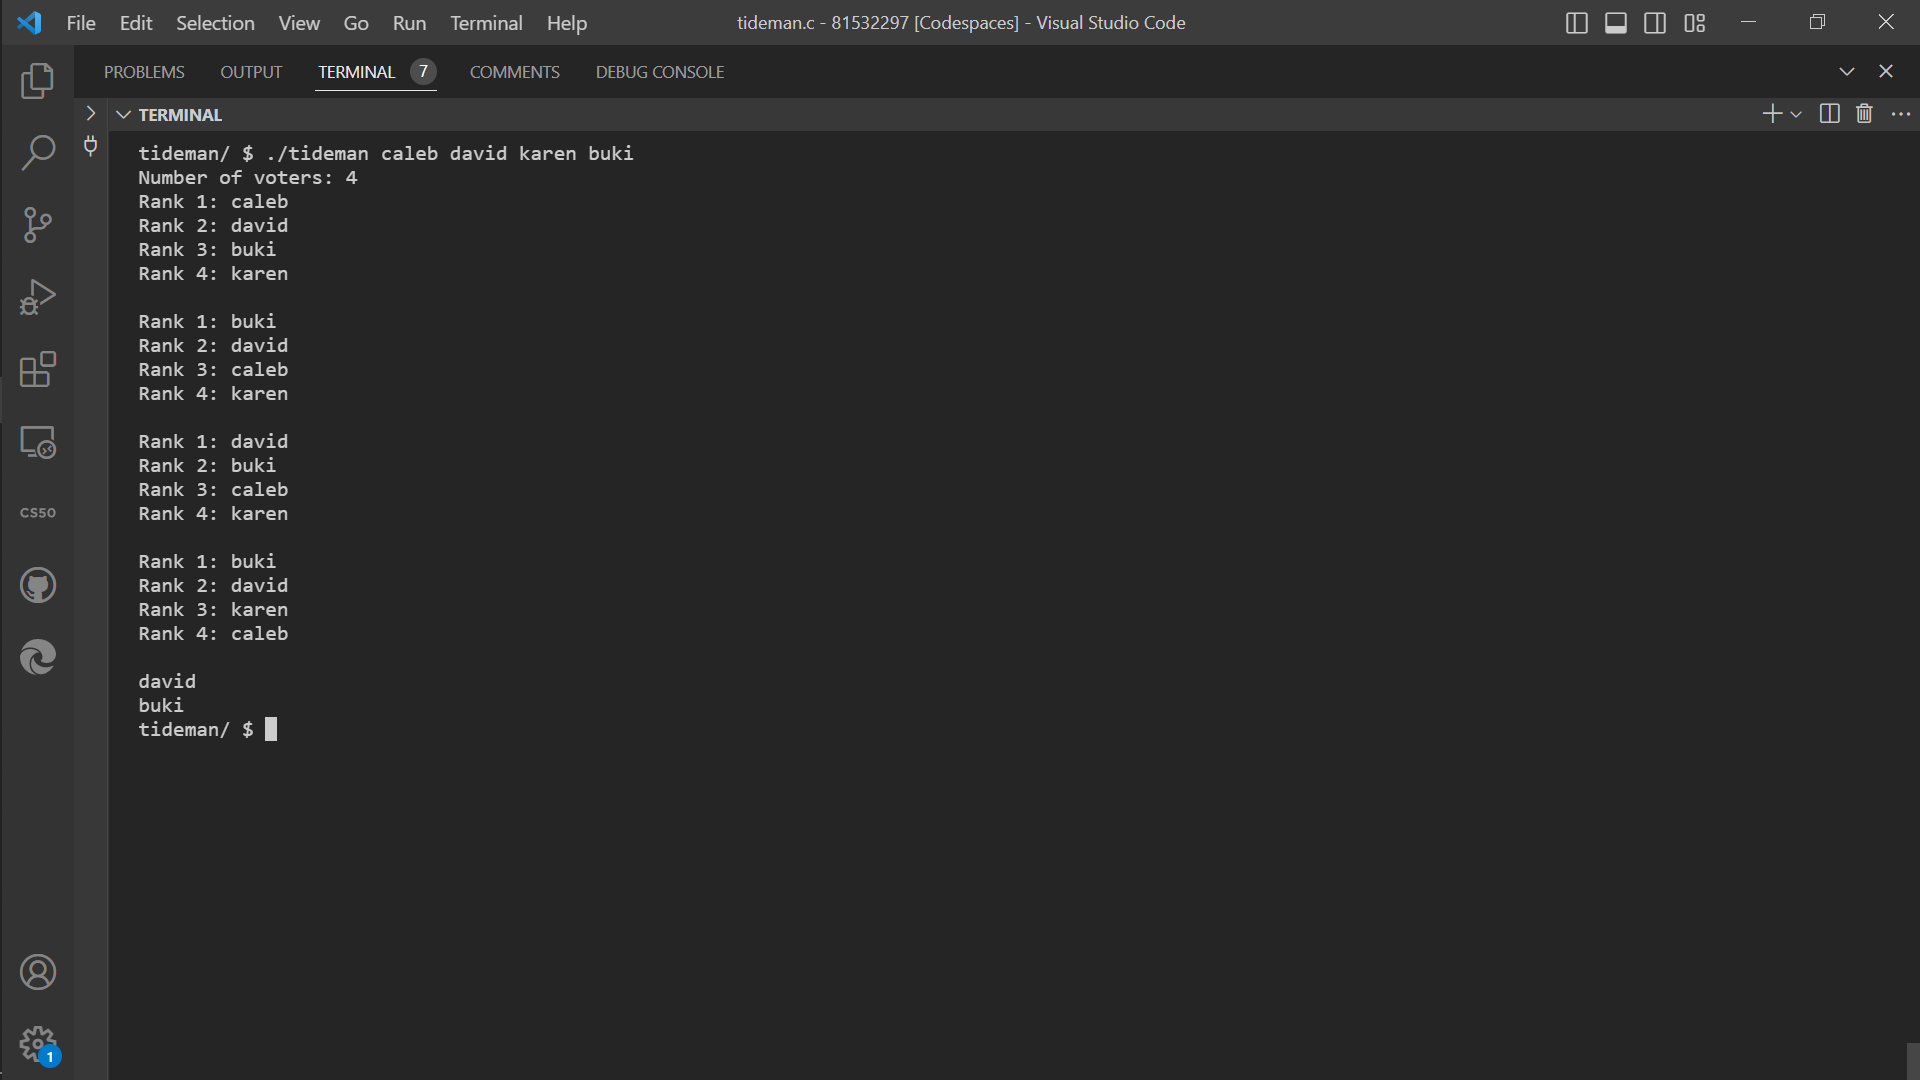 File Edit Selection View Go Run Terminal Help tideman.c - 81532297 [Codespaces] - Visual Studio Code
PROBLEMS OUTPUT TERMINAL 7 COMMENTS DEBUG CONSOLE
TERMINAL
tideman/ $ ./tideman caleb david karen buki
Number of voters: 4
Rank 1: caleb
Rank 2: david
Rank 3: buki
Rank 4: karen
Rank 1: buki
Rank 2: david
Rank 3: caleb
Rank 4: karen
Rank 1: david
Rank 2: buki
Rank 3: caleb
Rank 4: karen
Rank 1: buki
Rank 2: david
Rank 3: karen
Rank 4: caleb
david
buki
tideman/ $
CS50
1